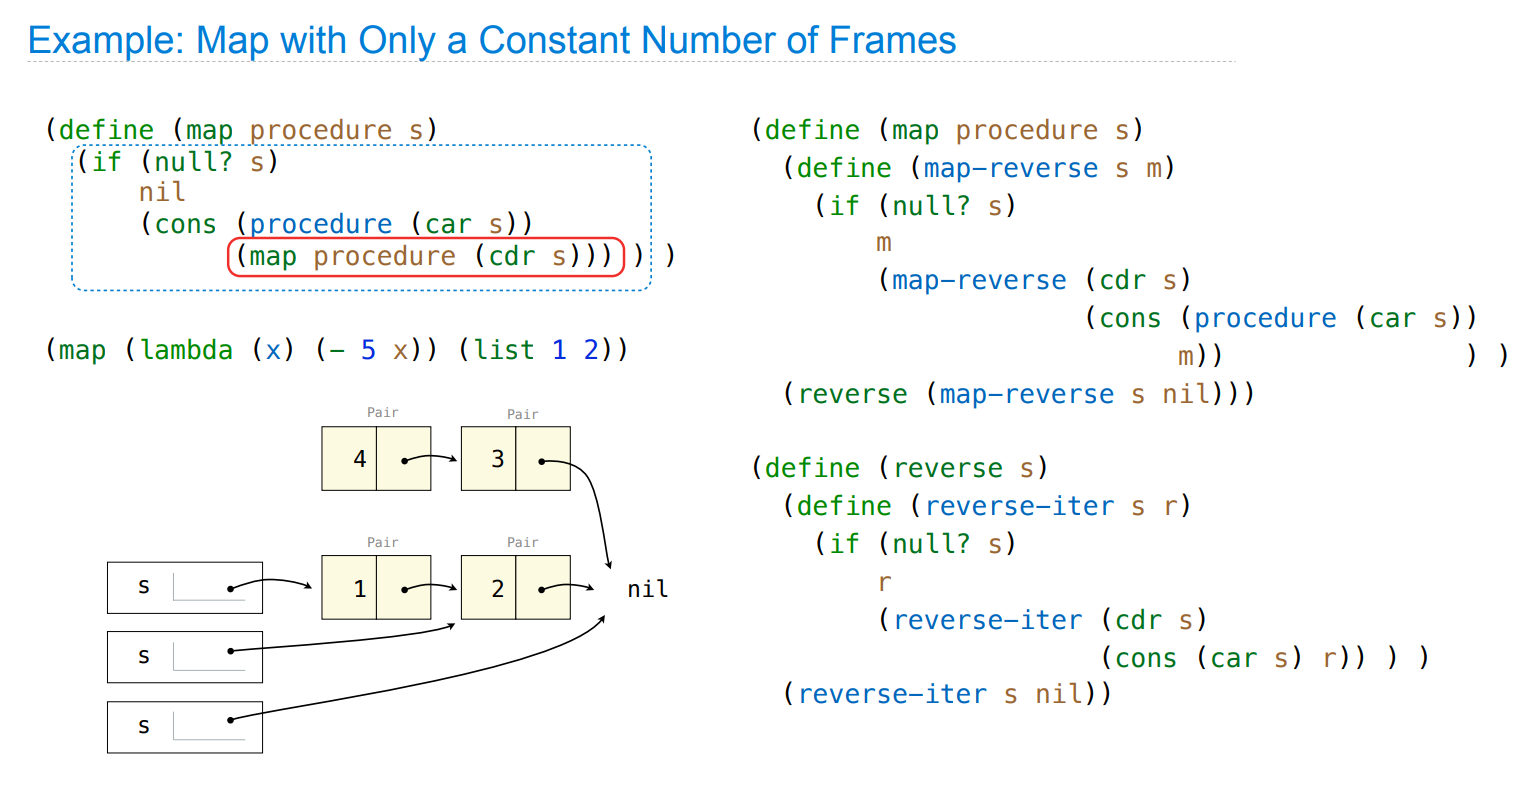 Example: Map with Only a Constant Number of Frames
(define (map procedure s)
(if (null? s)
nil
(cons (procedure (car s))
(map procedure (cdr s))) ) )
(map (lambda (x) (- 5 x)) (list 1 2))
Pair Pair
4 3
Pair Pair
s 1 2 nil
s
s
(define (map procedure s)
(define (map-reverse s m)
(if (null? s)
m
(map-reverse (cdr s)
(cons (procedure (car s))
m)) ) )
(reverse (map-reverse s nil)))
(define (reverse s)
(define (reverse-iter s r)
(if (null? s)
r
(reverse-iter (cdr s)
(cons (car s) r)) ) )
(reverse-iter s nil))